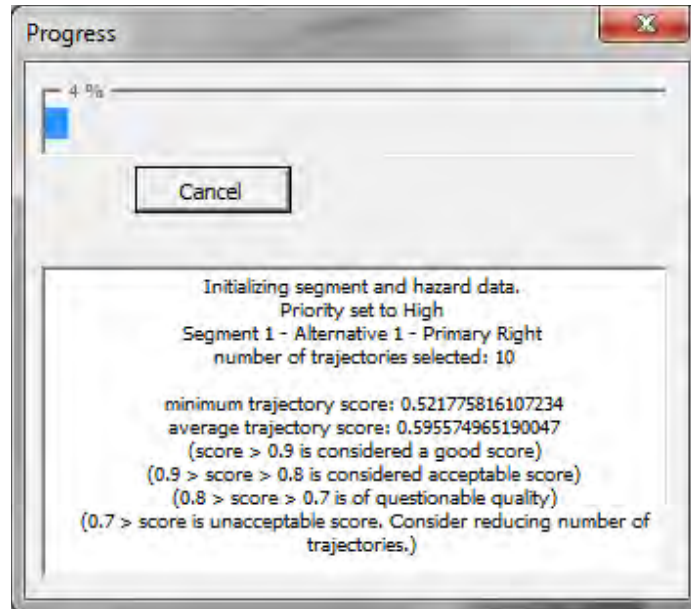 Progress
4 %
Cancel
Initializing segment and hazard data.
Priority set to High
Segment 1 - Alternative 1 - Primary Right
number of trajectories selected: 10
minimum trajectory score: 0.521775816107234
average trajectory score: 0.595574965190047
(score > 0.9 is considered a good score)
(0.9 > score > 0.8 is considered acceptable score)
(0.8 > score > 0.7 is of questionable quality)
(0.7 > score is unacceptable score. Consider reducing number of
trajectories.)